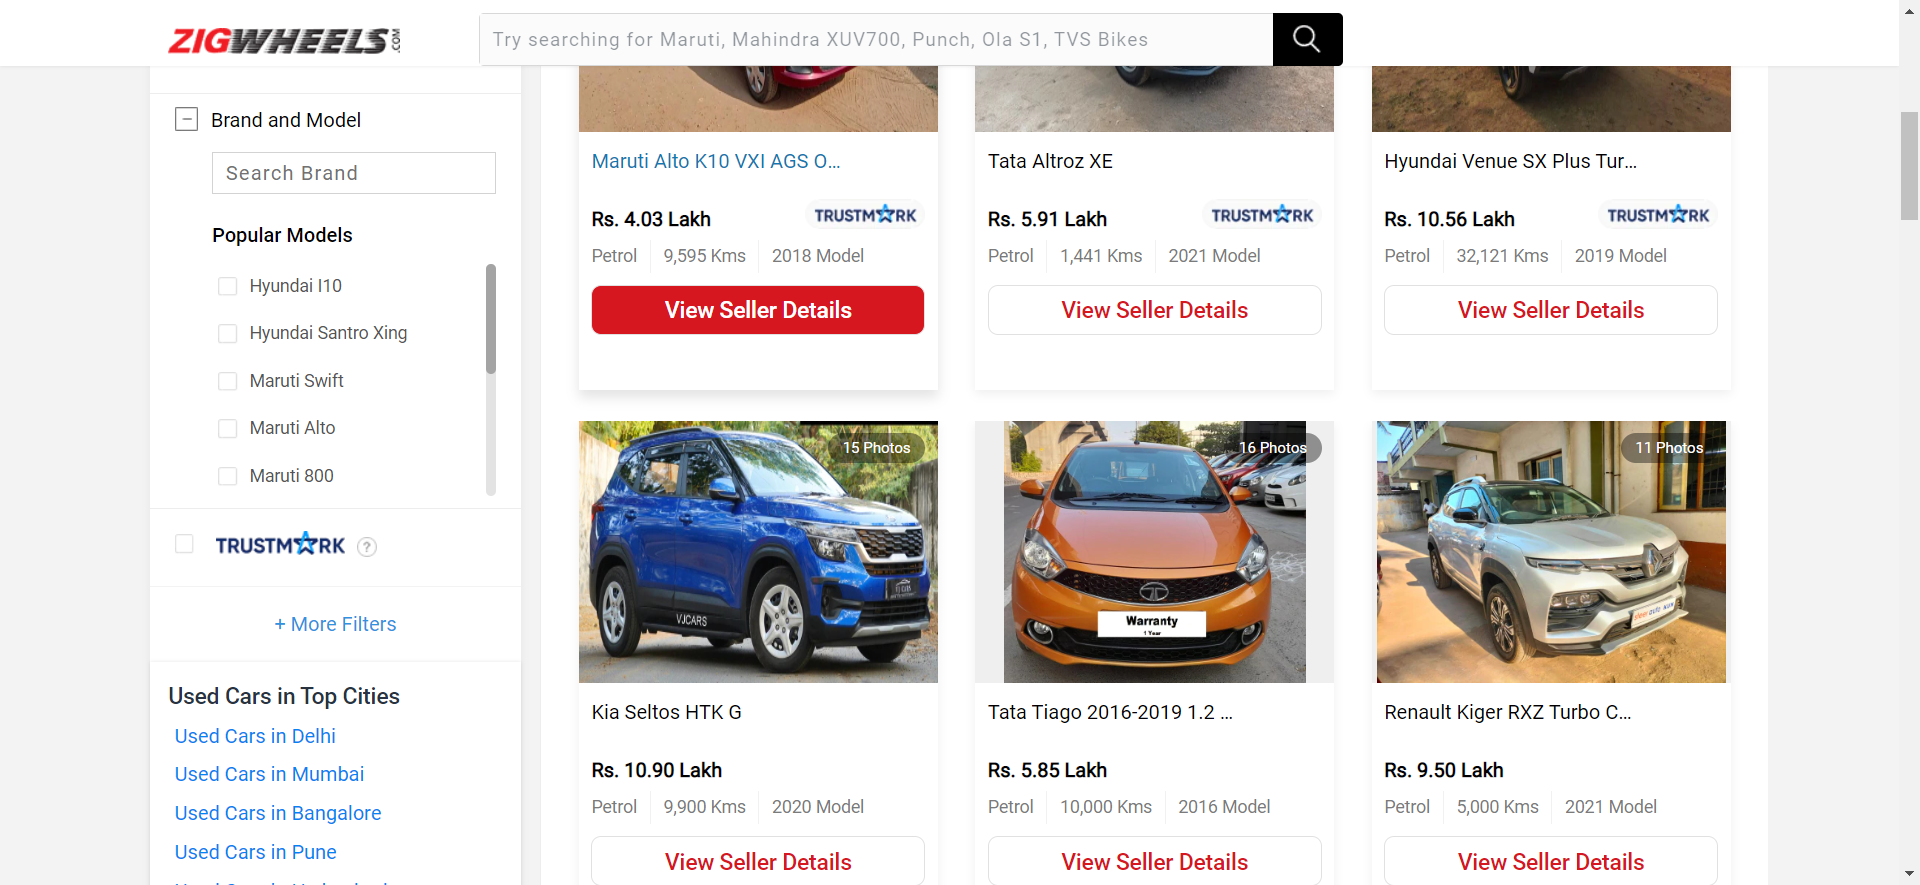 ZIGWHEELS.COM
Try searching for Maruti, Mahindra XUV700, Punch, Ola S1, TVS Bikes
Brand and Model
Search Brand
Popular Models
Hyundai I10
Hyundai Santro Xing
Maruti Swift
Maruti Alto
Maruti 800
TRUSTMARK ?
+ More Filters
Used Cars in Top Cities
Used Cars in Delhi
Used Cars in Mumbai
Used Cars in Bangalore
Used Cars in Pune
Maruti Alto K10 VXI AGS O...
Rs. 4.03 Lakh TRUSTMARK
Petrol 9,595 Kms 2018 Model
View Seller Details
Tata Altroz XE
Rs. 5.91 Lakh TRUSTMARK
Petrol 1,441 Kms 2021 Model
View Seller Details
Hyundai Venue SX Plus Tur...
Rs. 10.56 Lakh TRUSTMARK
Petrol 32,121 Kms 2019 Model
View Seller Details
15 Photos
VJCARS
Kia Seltos HTK G
Rs. 10.90 Lakh
Petrol 9,900 Kms 2020 Model
View Seller Details
16 Photos
Warranty
1 Year
Tata Tiago 2016-2019 1.2 ...
Rs. 5.85 Lakh
Petrol 10,000 Kms 2016 Model
View Seller Details
11 Photos
Renault Kiger RXZ Turbo C...
Rs. 9.50 Lakh
Petrol 5,000 Kms 2021 Model
View Seller Details